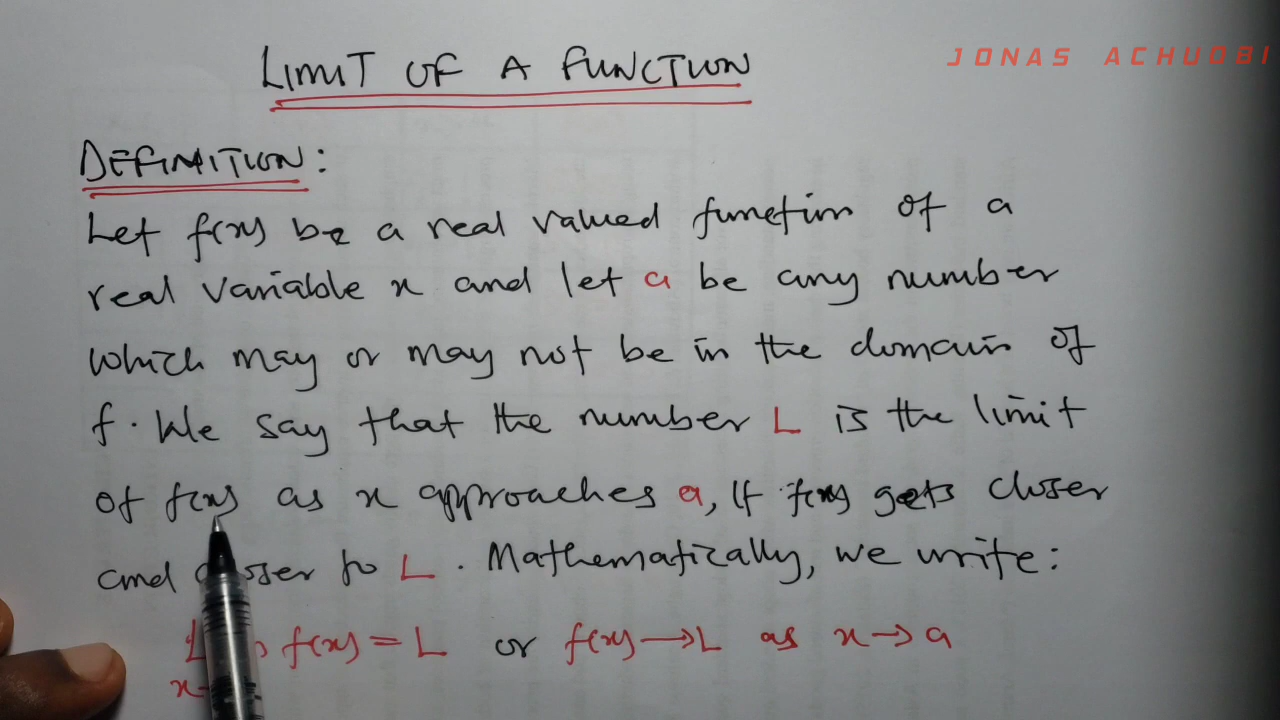 LIMIT OF A FUNCTION
JONAS ACHUOBI
DEFINITION:
Let f(x) be a real valued function of a
real variable x and let a be any number
which may or may not be in the domain of
f. We say that the number L is the limit
of f(x) as x approaches a, if f(x) gets closer
and closer to L. Mathematically, we write:
f(x) = L or f(x) → L as x → a
x